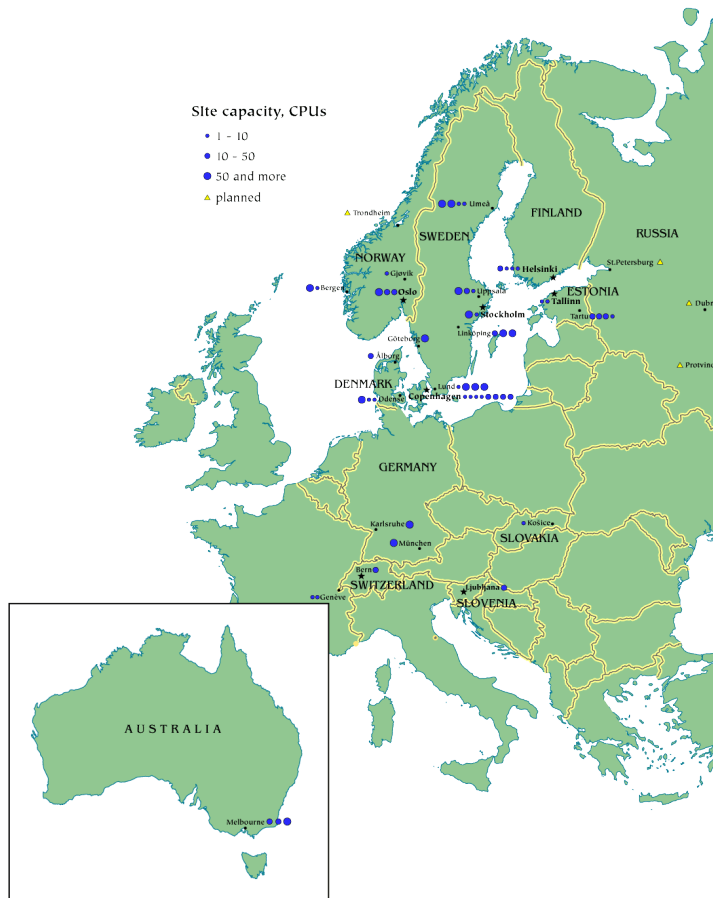 SIte capacity, CPUs
1 - 10
10 - 50
50 and more
planned
Umeå
Trondheim
FINLAND
SWEDEN
RUSSIA
NORWAY
St.Petersburg
Helsinki
Gjøvik
Bergen
Oslo
Uppsala
ESTONIA
Tallinn
Dubn
Stockholm
Tartu
Linköping
Göteborg
Ålborg
Protvino
DENMARK
Lund
Copenhagen
Odense
GERMANY
Karlsruhe
Košice
SLOVAKIA
München
Bern
SWITZERLAND
Ljubljana
Genève
SLOVENIA
AUSTRALIA
Melbourne